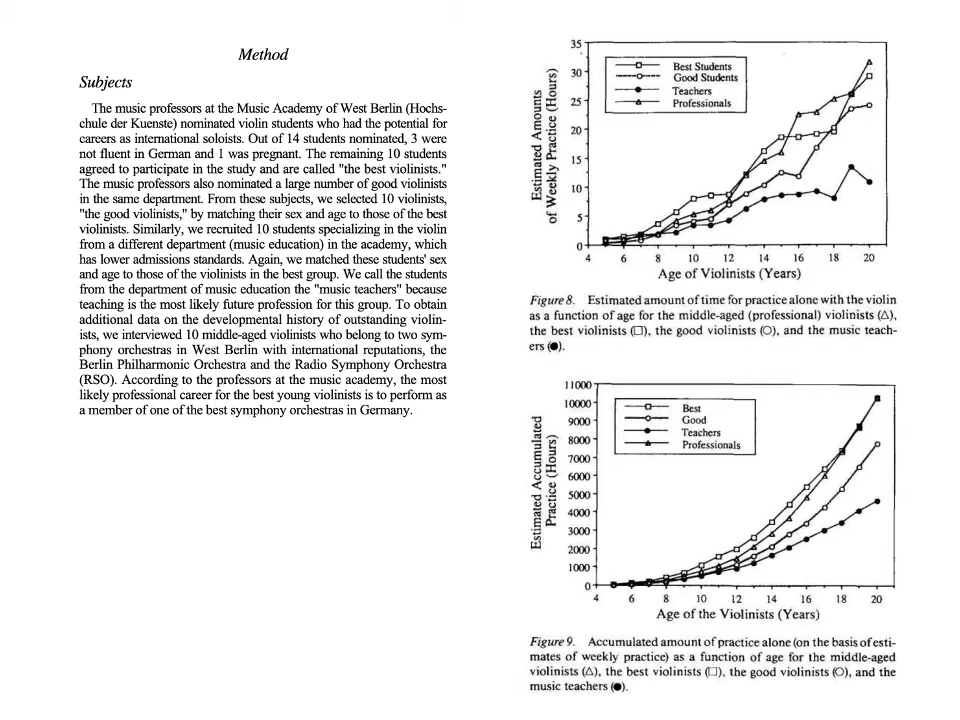 Method
Subjects
The music professors at the Music Academy of West Berlin (Hochs-
chule der Kuenste) nominated violin students who had the potential for
careers as international soloists. Out of 14 students nominated, 3 were
not fluent in German and 1 was pregnant. The remaining 10 students
agreed to participate in the study and are called "the best violinists."
The music professors also nominated a large number of good violinists
in the same department. From these subjects, we selected 10 violinists,
"the good violinists," by matching their sex and age to those of the best
violinists. Similarly, we recruited 10 students specializing in the violin
from a different department (music education) in the academy, which
has lower admissions standards. Again, we matched these students' sex
and age to those of the violinists in the best group. We call the students
from the department of music education the "music teachers" because
teaching is the most likely future profession for this group. To obtain
additional data on the developmental history of outstanding violin-
ists, we interviewed 10 middle-aged violinists who belong to two sym-
phony orchestras in West Berlin with international reputations, the
Berlin Philharmonic Orchestra and the Radio Symphony Orchestra
(RSO). According to the professors at the music academy, the most
likely professional career for the best young violinists is to perform as
a member of one of the best symphony orchestras in Germany.
Estimated Amounts
of Weekly Practice (Hours)
35
30
25
20
15
10
5
0
Best Students
Good Students
Teachers
Professionals
4 6 8 10 12 14 16 18 20
Age of Violinists (Years)
Figure 8. Estimated amount of time for practice alone with the violin
as a function of age for the middle-aged (professional) violinists (△),
the best violinists (□), the good violinists (○), and the music teach-
ers (●).
Estimated Accumulated
Practice (Hours)
11000
10000
9000
8000
7000
6000
5000
4000
3000
2000
1000
0
Best
Good
Teachers
Professionals
4 6 8 10 12 14 16 18 20
Age of the Violinists (Years)
Figure 9. Accumulated amount of practice alone (on the basis of esti-
mates of weekly practice) as a function of age for the middle-aged
violinists (△), the best violinists (□), the good violinists (○), and the
music teachers (●).